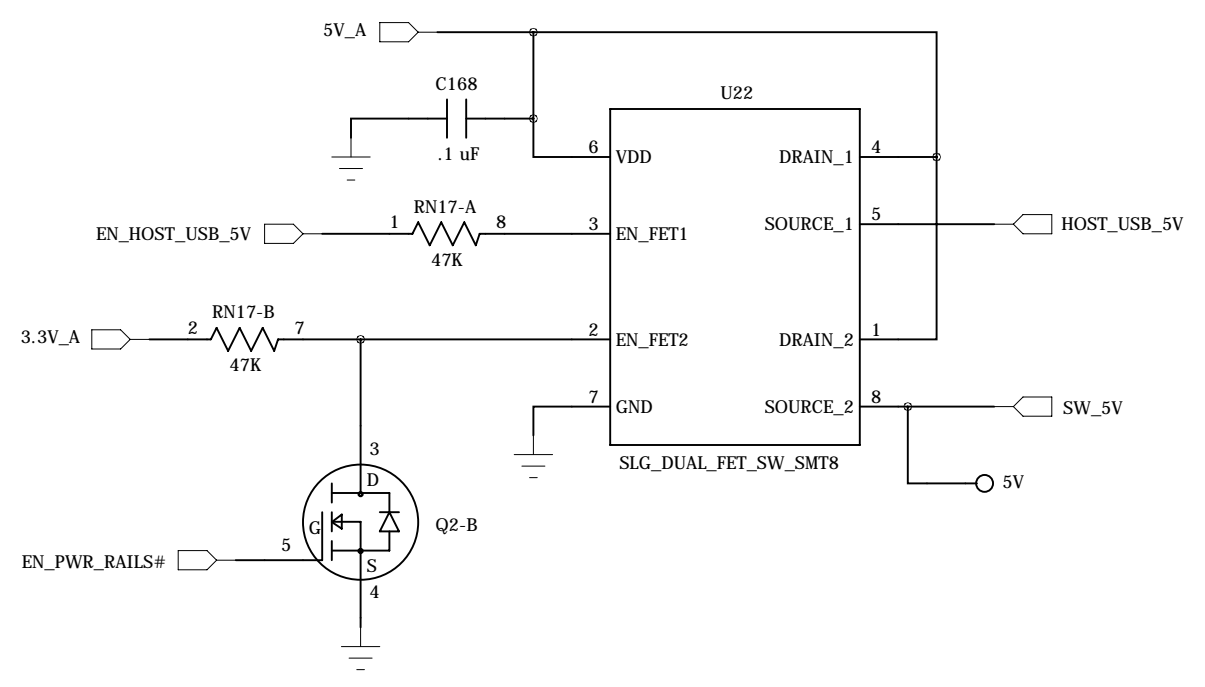 5V_A
C168
U22
.1 uF
6 VDD DRAIN_1 4
RN17-A
EN_HOST_USB_5V 1 8 3 EN_FET1 SOURCE_1 5 HOST_USB_5V
47K
RN17-B
3.3V_A 2 7 2 EN_FET2 DRAIN_2 1
47K
7 GND SOURCE_2 8 SW_5V
3
SLG_DUAL_FET_SW_SMT8
D
5V
G Q2-B
EN_PWR_RAILS# 5
S
4